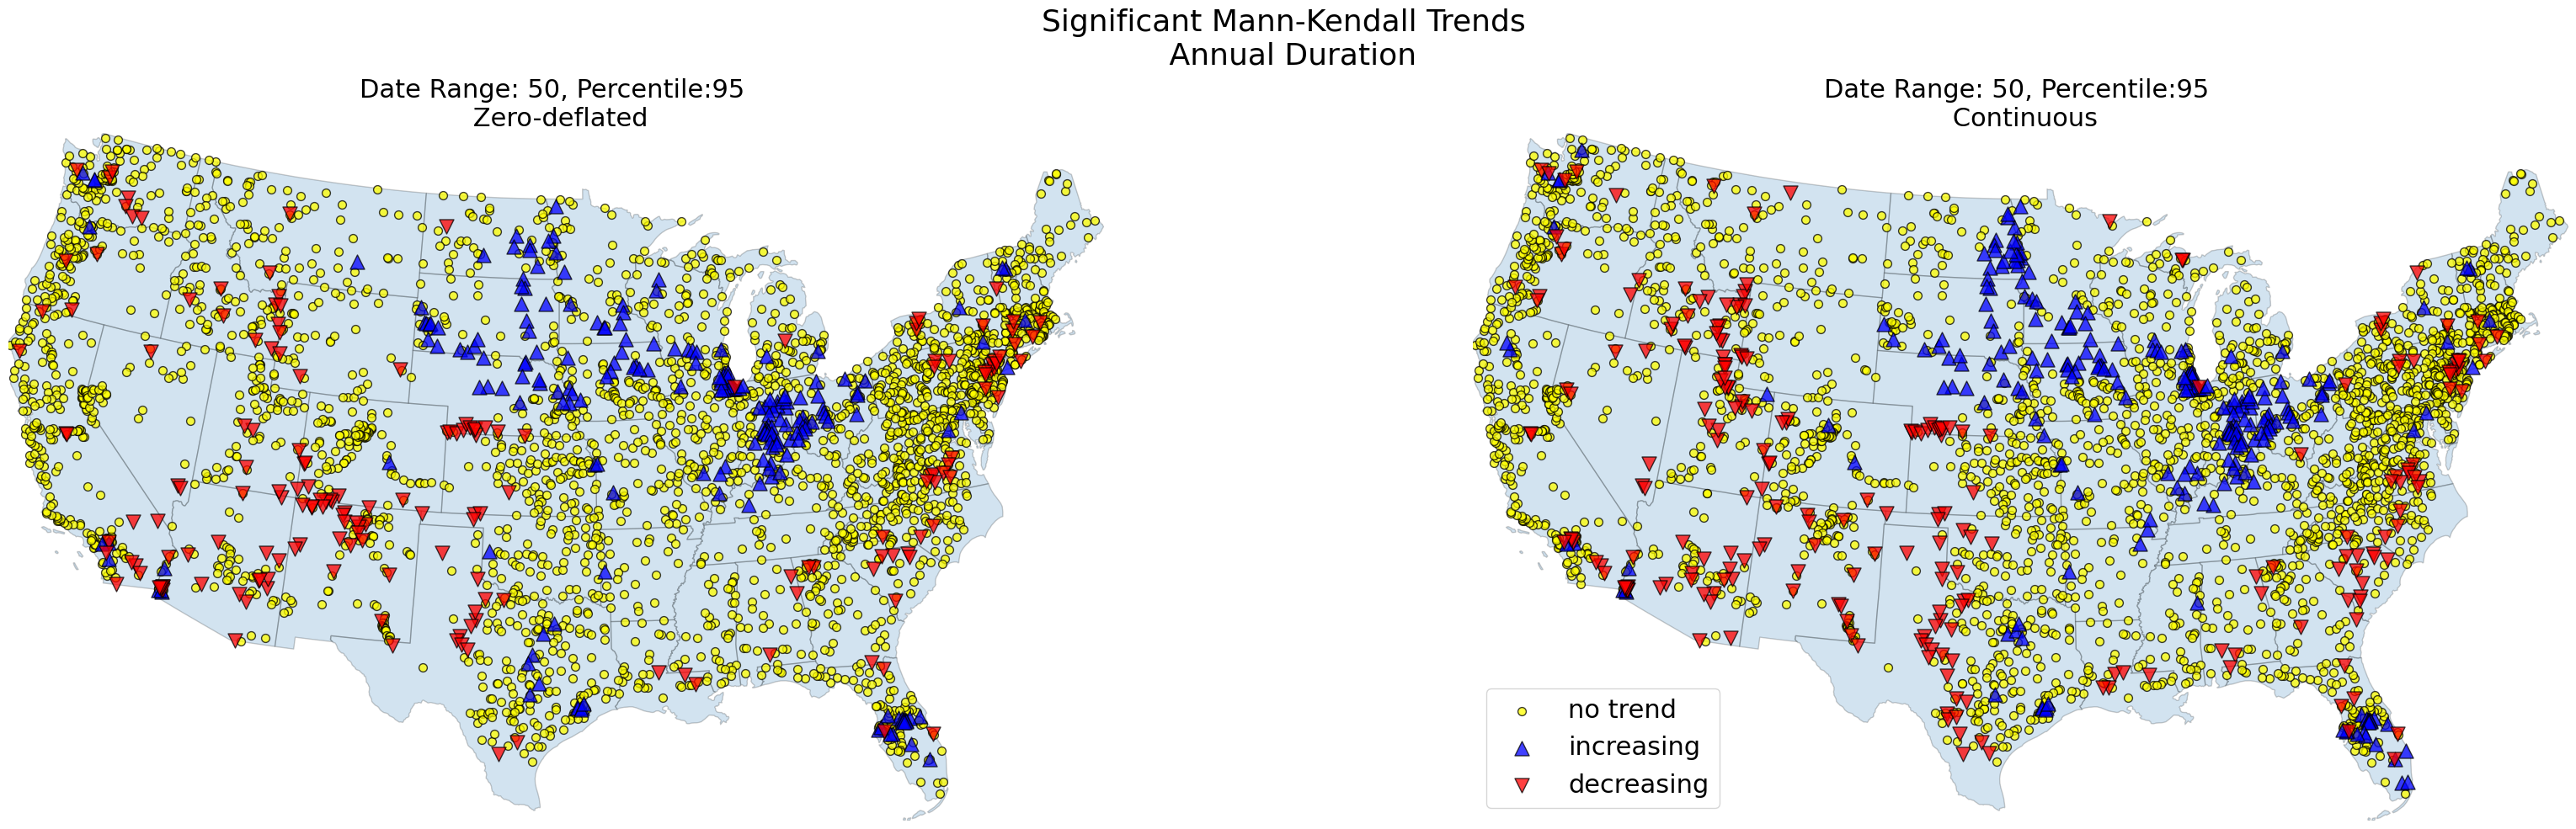 Significant Mann-Kendall Trends
Annual Duration
Date Range: 50, Percentile:95
Zero-deflated
Date Range: 50, Percentile:95
Continuous
no trend
increasing
decreasing